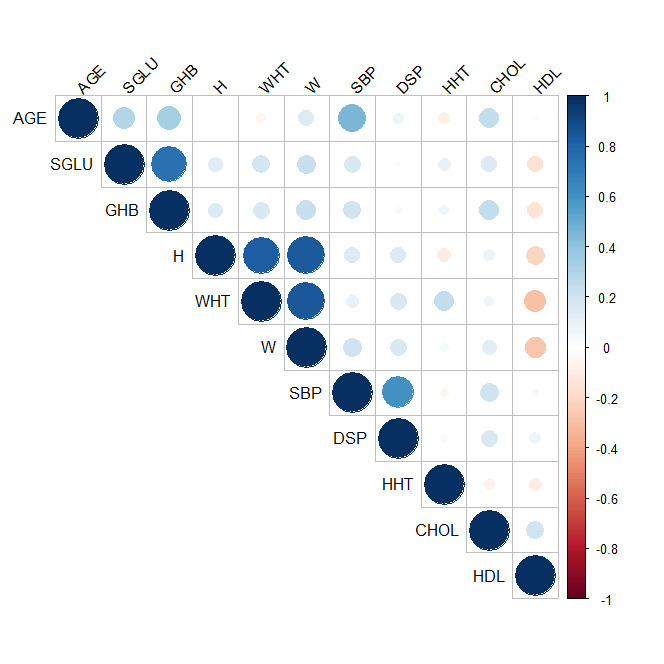 AGE SGLU GHB H WHT W SBP DSP HHT CHOL HDL
AGE
SGLU
GHB
H
WHT
W
SBP
DSP
HHT
CHOL
HDL
1
0.8
0.6
0.4
0.2
0
-0.2
-0.4
-0.6
-0.8
-1